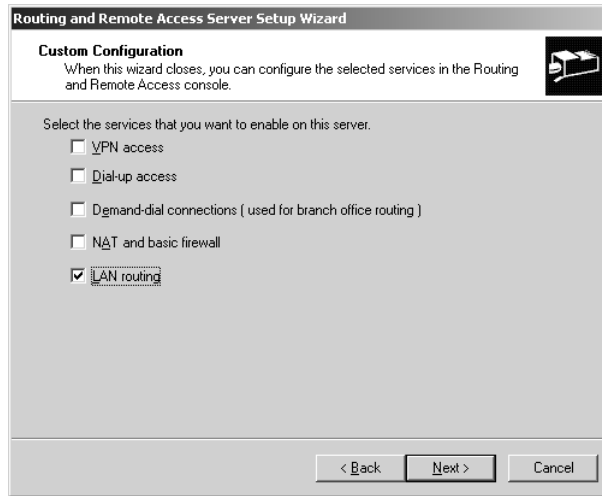 Routing and Remote Access Server Setup Wizard
Custom Configuration
When this wizard closes, you can configure the selected services in the Routing
and Remote Access console.
Select the services that you want to enable on this server.
VPN access
Dial-up access
Demand-dial connections ( used for branch office routing )
NAT and basic firewall
LAN routing
< Back
Next >
Cancel